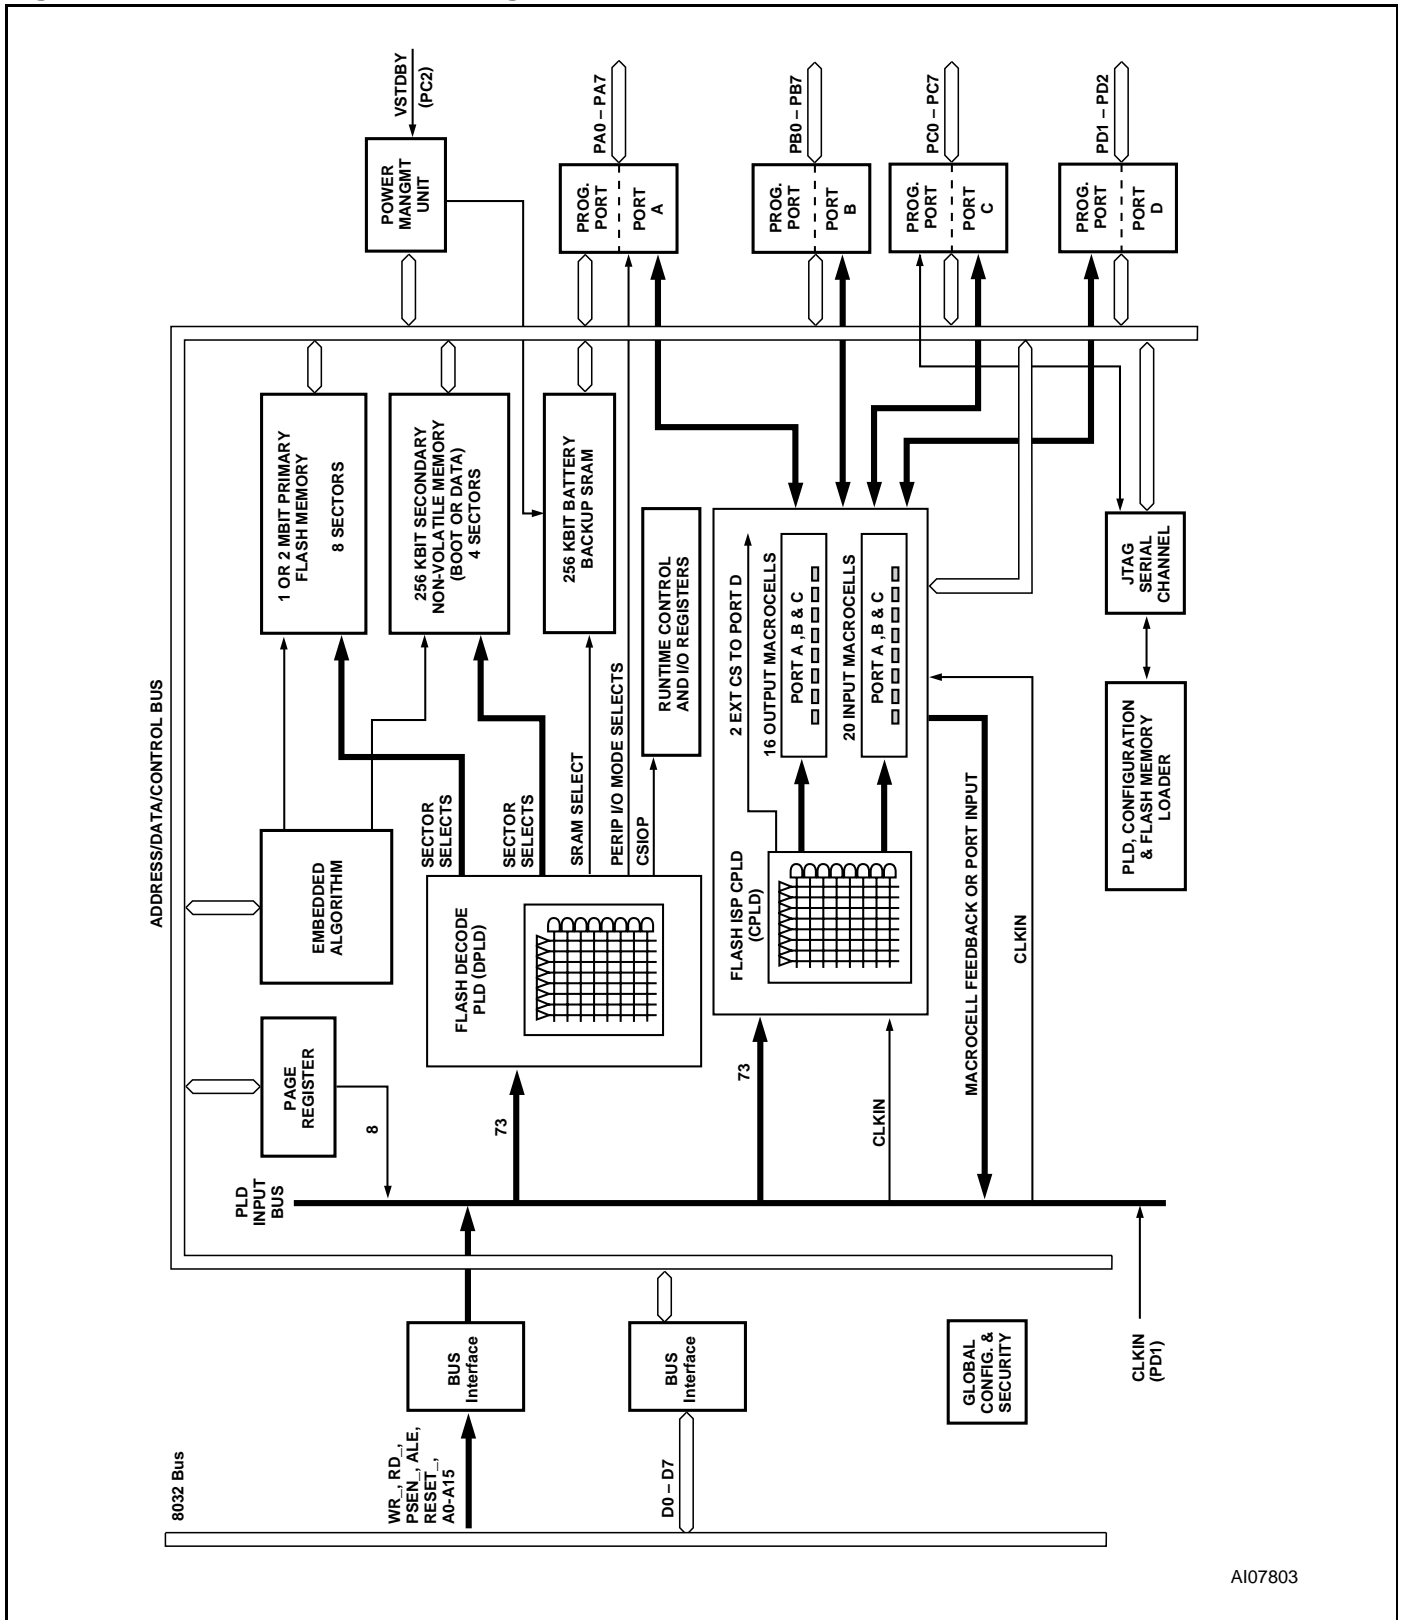 8032 Bus
WR_, RD_,
PSEN_, ALE,
RESET_,
A0-A15
D0 – D7
BUS
Interface
BUS
Interface
GLOBAL
CONFIG. &
SECURITY
CLKIN
(PD1)
PLD
INPUT
BUS
ADDRESS/DATA/CONTROL BUS
PAGE
REGISTER
8
73
73
CLKIN
EMBEDDED
ALGORITHM
FLASH DECODE
PLD (DPLD)
FLASH ISP CPLD
(CPLD)
MACROCELL FEEDBACK OR PORT INPUT
CLKIN
SECTOR
SELECTS
SECTOR
SELECTS
SRAM SELECT
PERIP I/O MODE SELECTS
CSIOP
2 EXT CS TO PORT D
16 OUTPUT MACROCELLS
PORT A ,B & C
20 INPUT MACROCELLS
PORT A ,B & C
1 OR 2 MBIT PRIMARY
FLASH MEMORY
8 SECTORS
256 KBIT SECONDARY
NON-VOLATILE MEMORY
(BOOT OR DATA)
4 SECTORS
256 KBIT BATTERY
BACKUP SRAM
RUNTIME CONTROL
AND I/O REGISTERS
PLD, CONFIGURATION
& FLASH MEMORY
LOADER
JTAG
SERIAL
CHANNEL
VSTDBY
(PC2)
POWER
MANGMT
UNIT
PA0 – PA7
PROG.
PORT
PORT
A
PB0 – PB7
PROG.
PORT
PORT
B
PC0 – PC7
PROG.
PORT
PORT
C
PD1 – PD2
PROG.
PORT
PORT
D
AI07803